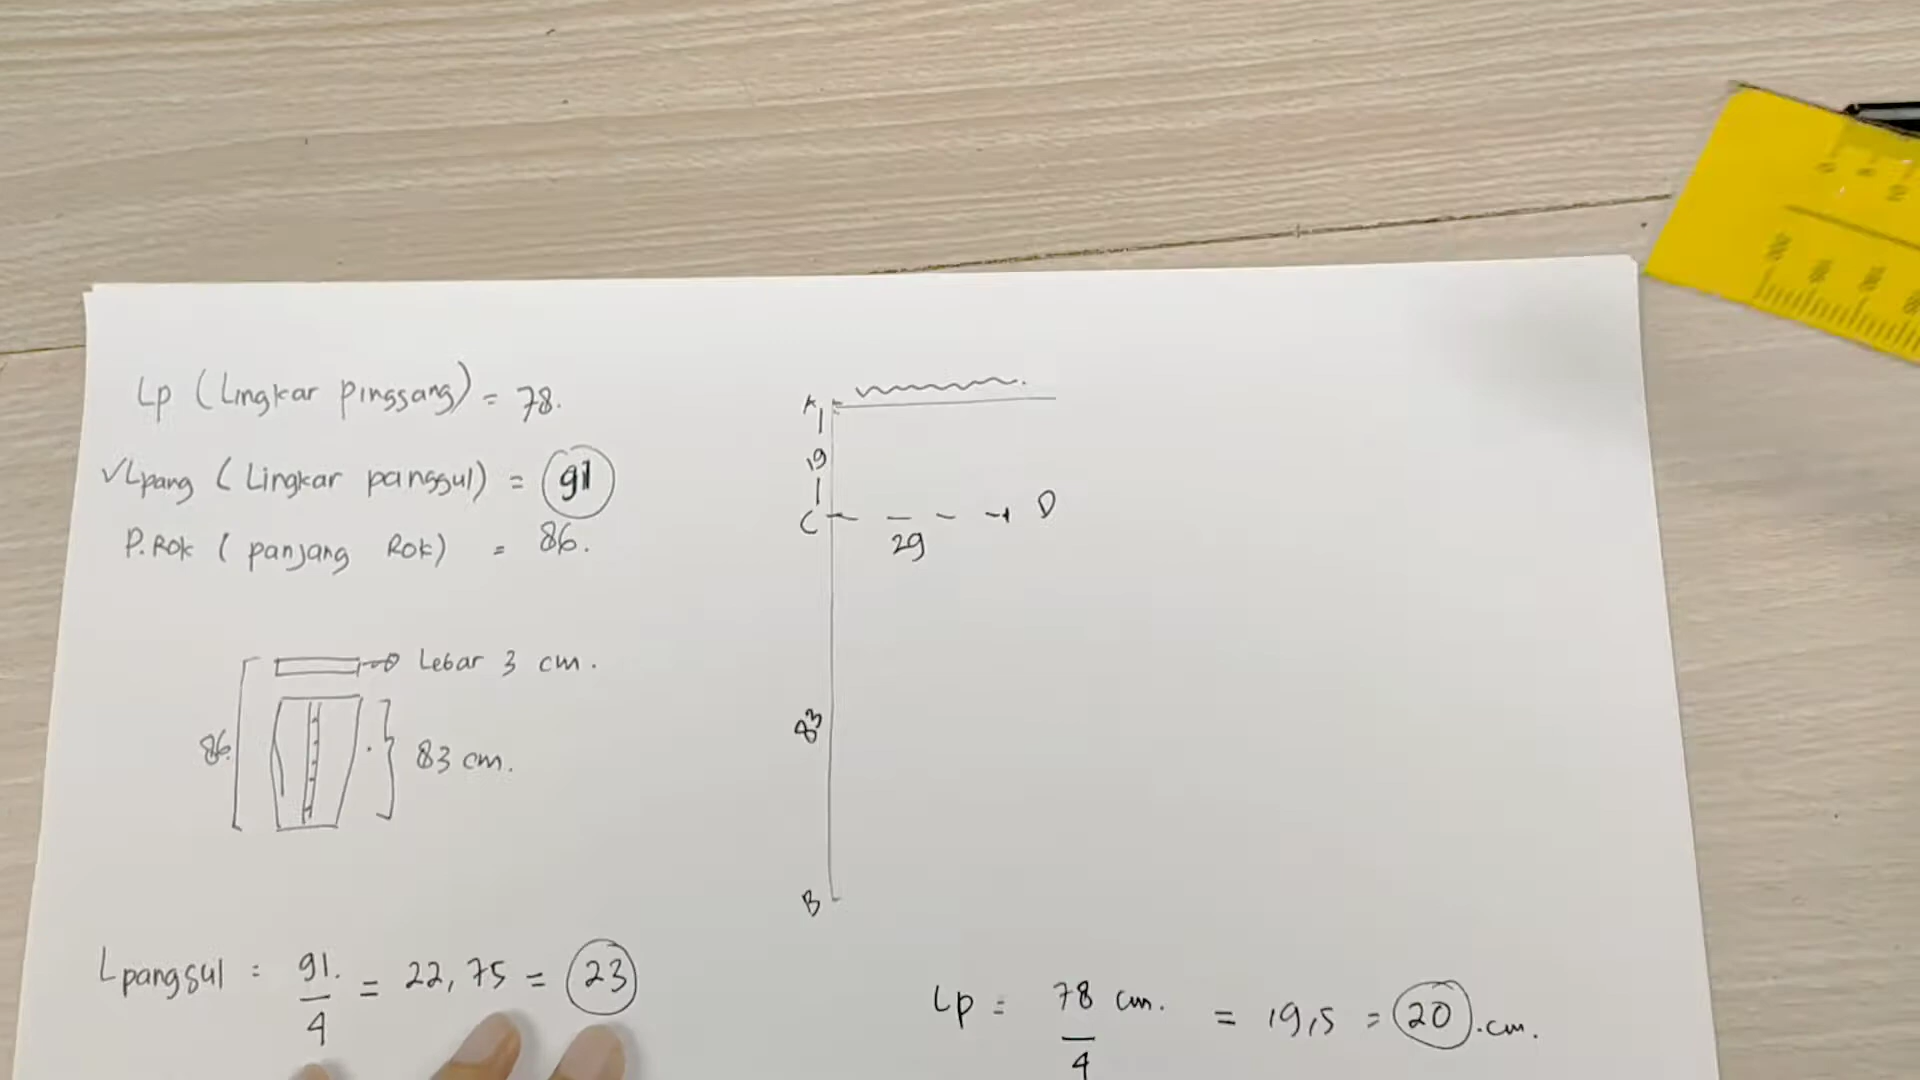 Lp (Lingkar pinggang) = 78.
√Lpang (Lingkar panggul) = 91
P.Rok (panjang Rok) = 86.
Lebar 3 cm.
86.
83 cm.
Lpanggul = 91. / 4 = 22,75 = 23
A
19
C
D
29
83
B
Lp = 78 cm. / 4 = 19,5 = 20.cm.